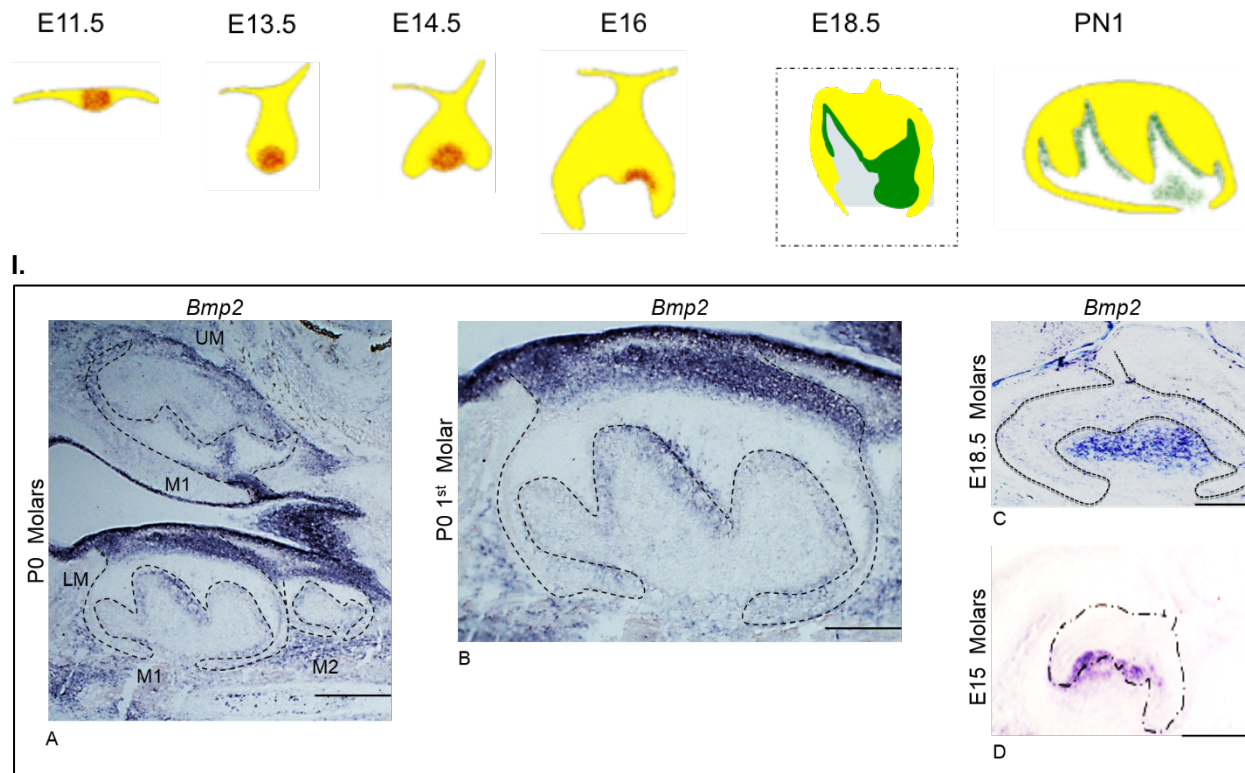 E11.5 E13.5 E14.5 E16 E18.5 PN1
I.
Bmp2 Bmp2 Bmp2
P0 Molars
UM
M1
LM
M1
M2
A
P0 1st Molar
B
E18.5 Molars
C
E15 Molars
D